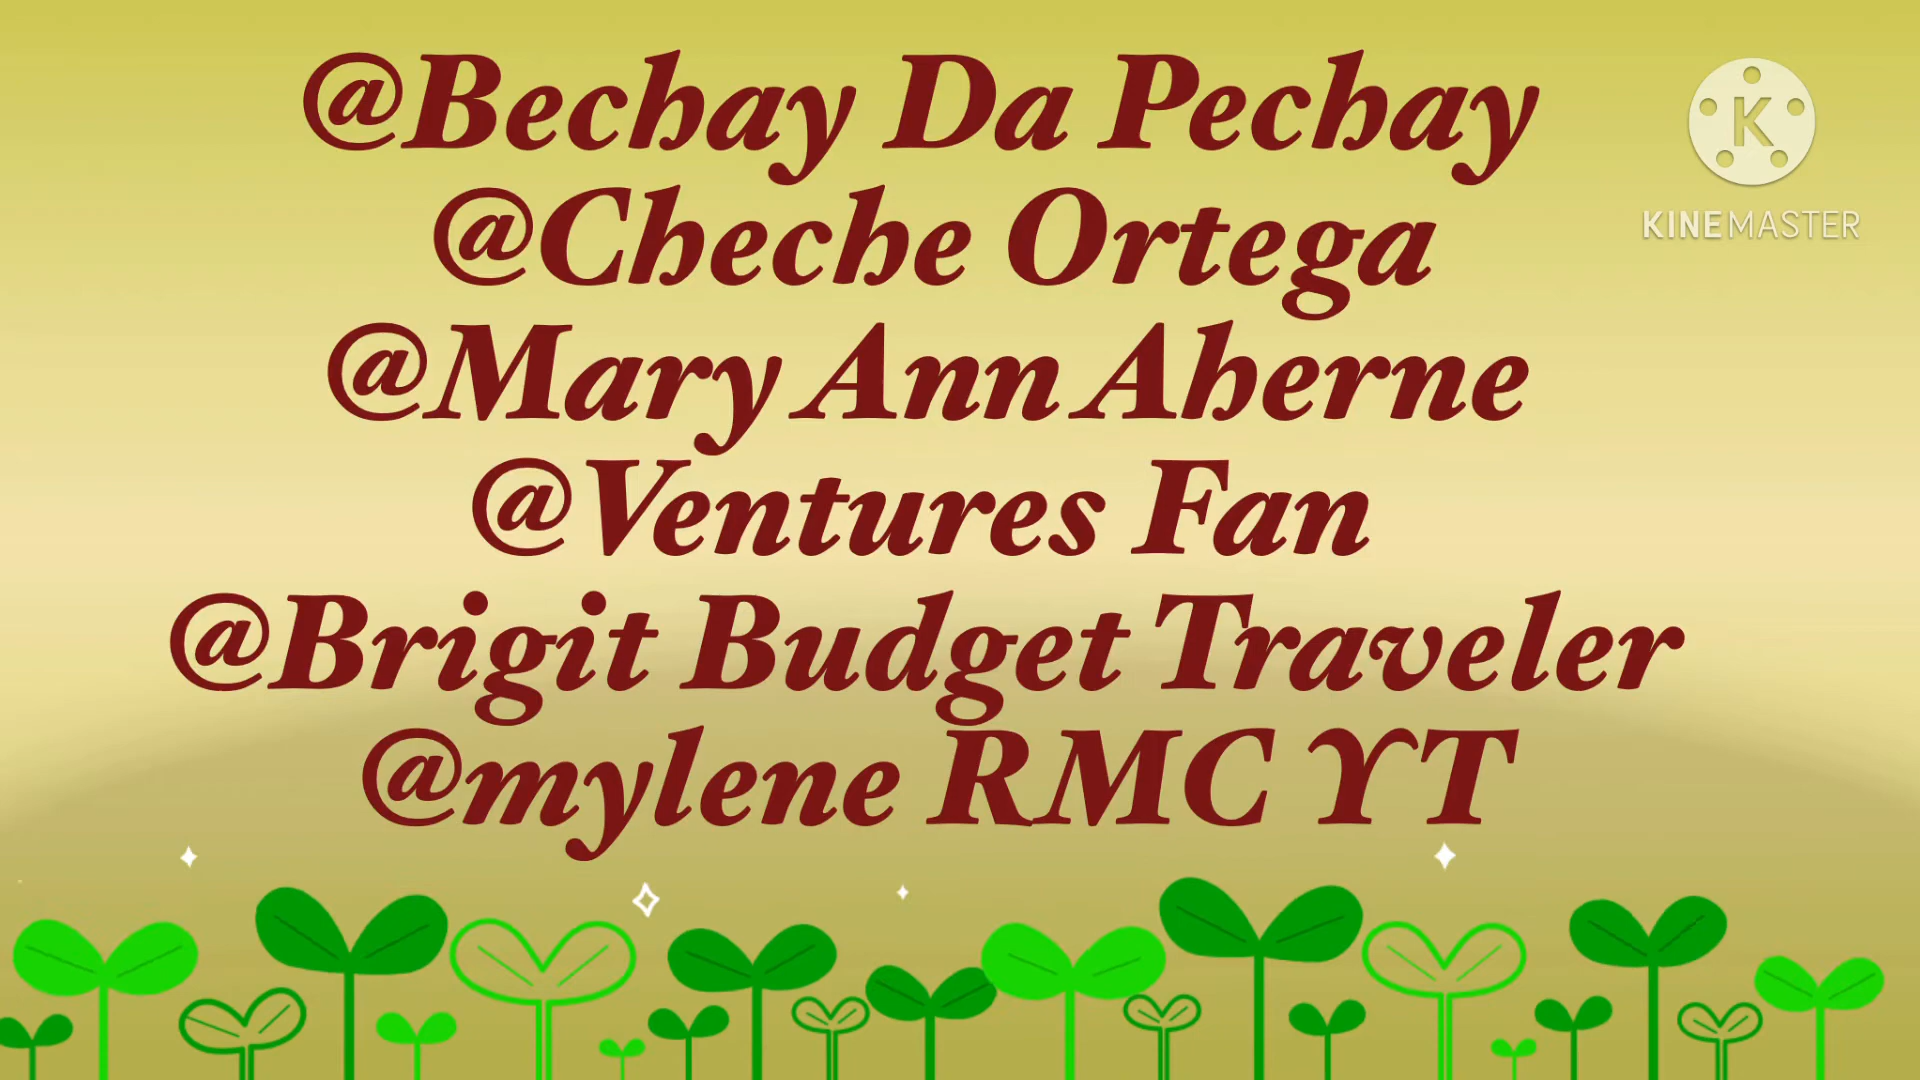 @Bechay Da Pechay
@Cheche Ortega
@Mary Ann Aherne
@Ventures Fan
@Brigit Budget Traveler
@mylene RMC YT
K
KINEMASTER